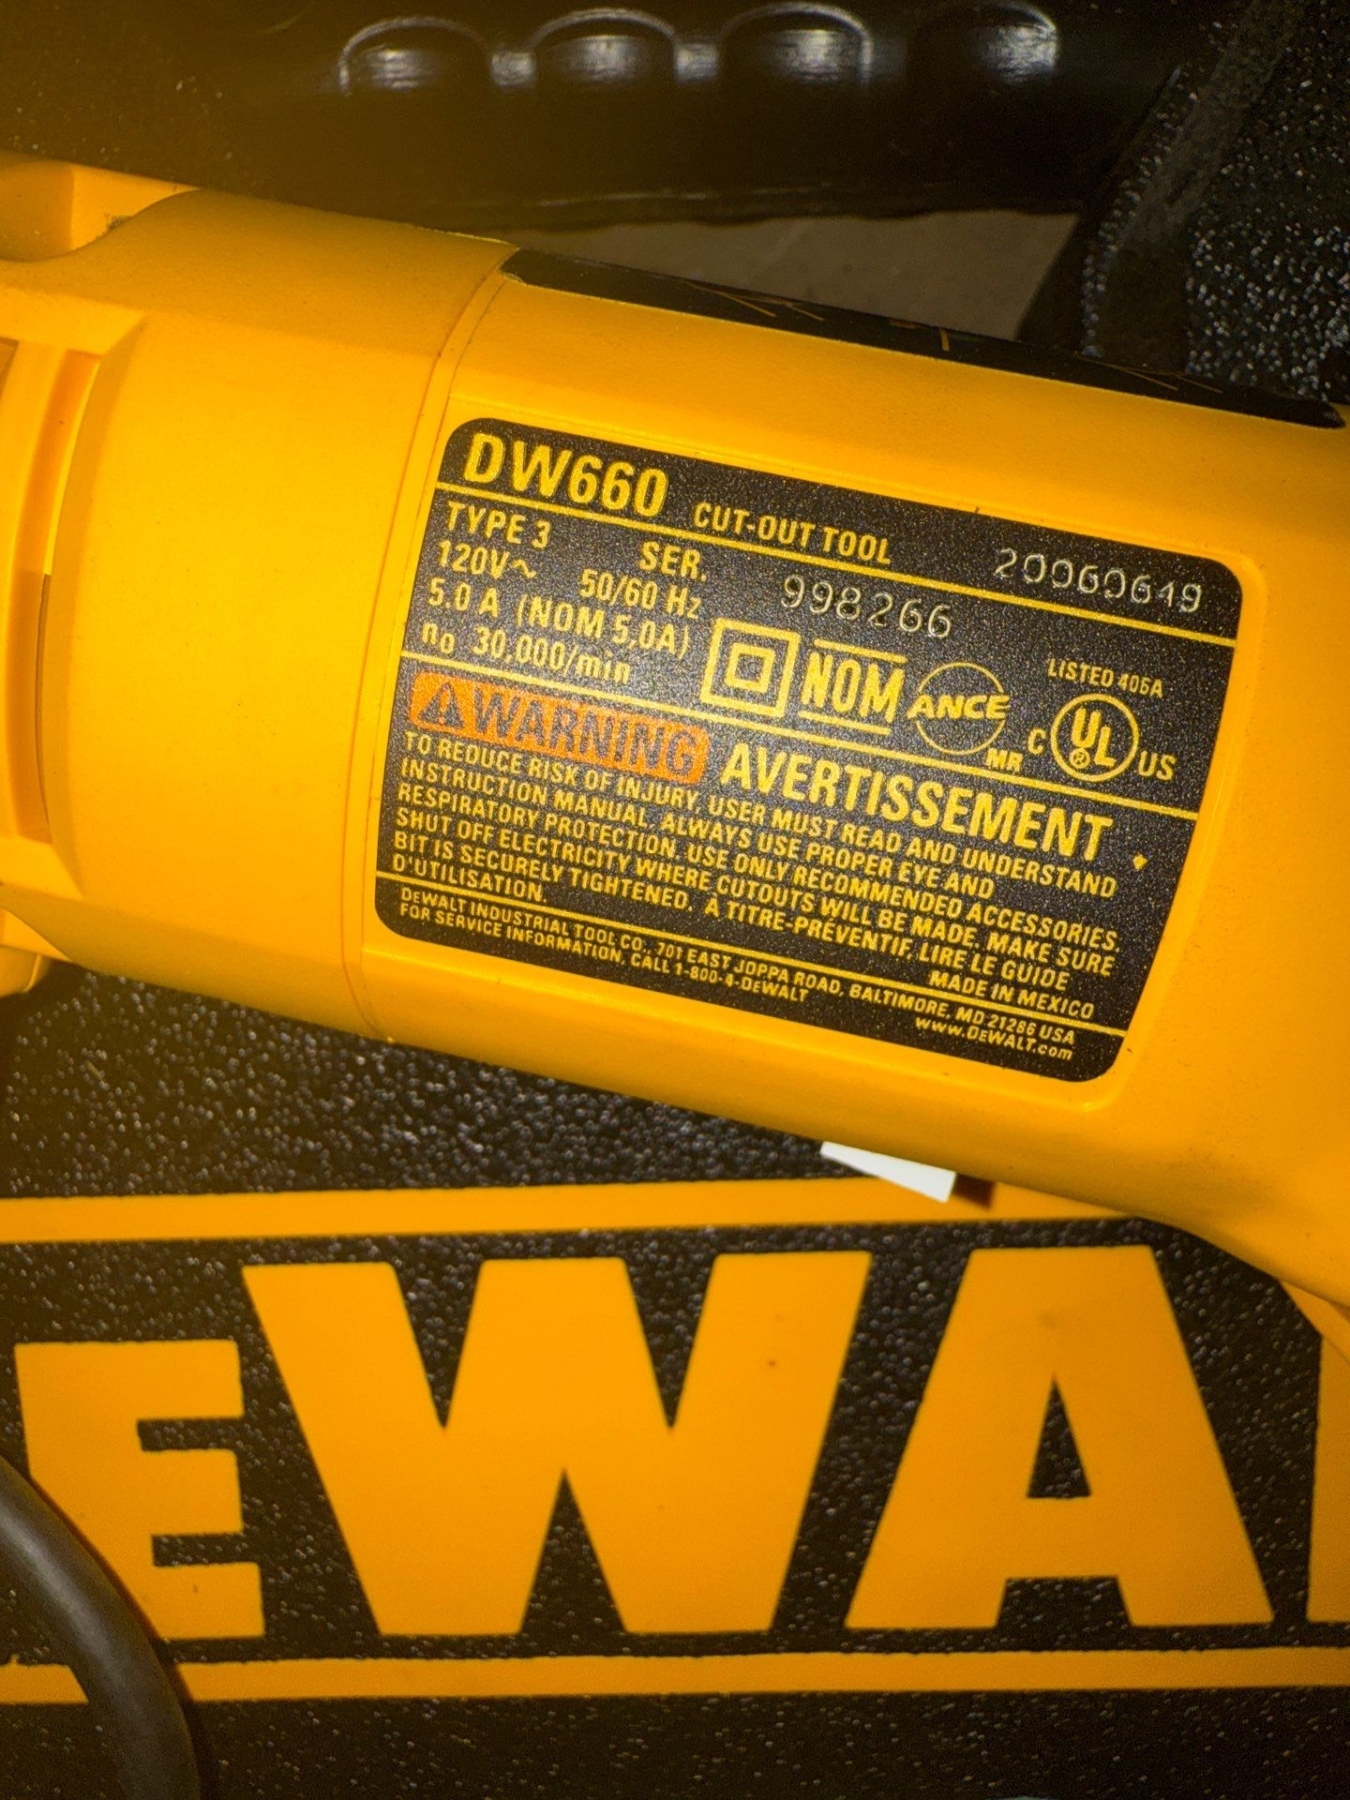 DW660 CUT-OUT TOOL 20060649
TYPE 3 SER. 998266
120V~ 50/60 Hz
5.0 A (NOM 5,0A)
n₀ 30,000/min
NOM ANCE MR
LISTED 406A
C UL® US
⚠WARNING AVERTISSEMENT
TO REDUCE RISK OF INJURY, USER MUST READ AND UNDERSTAND
INSTRUCTION MANUAL. ALWAYS USE PROPER EYE AND
RESPIRATORY PROTECTION. USE ONLY RECOMMENDED ACCESSORIES.
SHUT OFF ELECTRICITY WHERE CUTOUTS WILL BE MADE. MAKE SURE
BIT IS SECURELY TIGHTENED. À TITRE-PRÉVENTIF, LIRE LE GUIDE
D'UTILISATION. MADE IN MEXICO
DEWALT INDUSTRIAL TOOL CO., 701 EAST JOPPA ROAD, BALTIMORE, MD 21286 USA
FOR SERVICE INFORMATION, CALL 1-800-4-DEWALT www.DEWALT.com
EWA